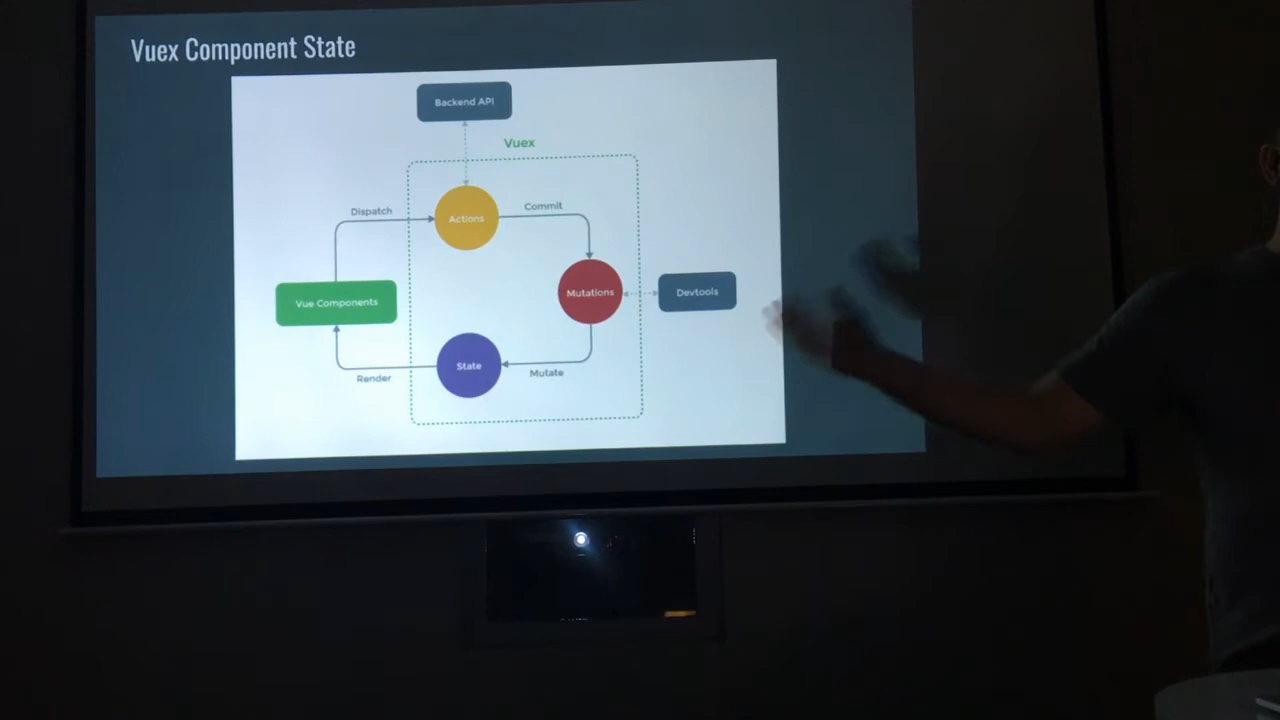 Vuex Component State
Backend API
Vuex
Dispatch
Actions
Commit
Vue Components
Mutations
Devtools
State
Render
Mutate